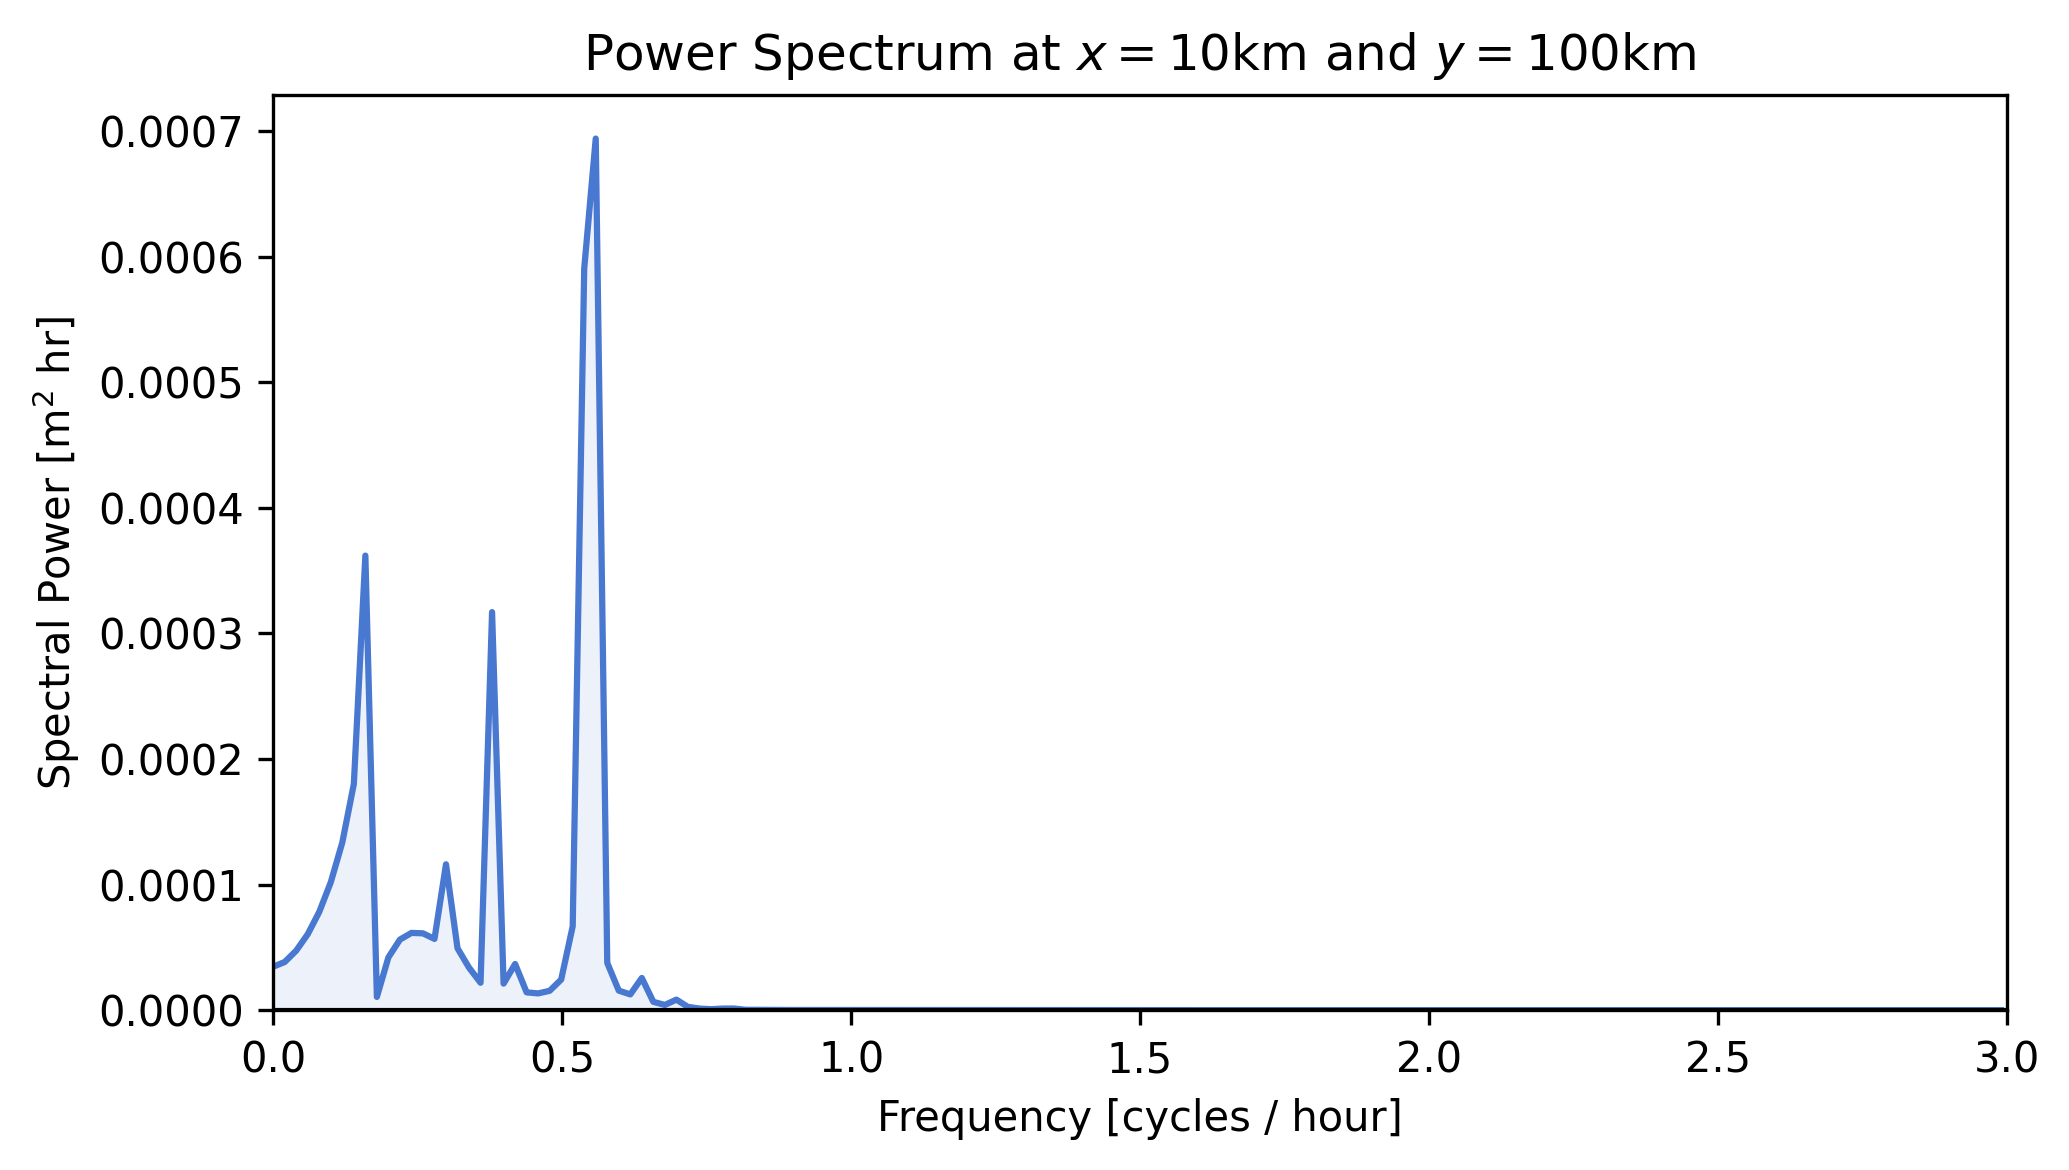 Power Spectrum at x = 10km and y = 100km
0.0007
0.0006
0.0005
0.0004
0.0003
0.0002
0.0001
0.0000
Spectral Power [m² hr]
0.0 0.5 1.0 1.5 2.0 2.5 3.0
Frequency [cycles / hour]